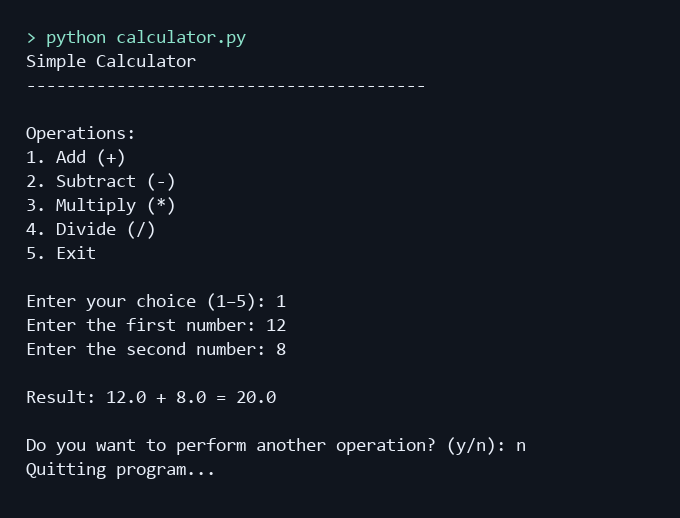 > python calculator.py
Simple Calculator
----------------------------------------
Operations:
1. Add (+)
2. Subtract (-)
3. Multiply (*)
4. Divide (/)
5. Exit
Enter your choice (1–5): 1
Enter the first number: 12
Enter the second number: 8
Result: 12.0 + 8.0 = 20.0
Do you want to perform another operation? (y/n): n
Quitting program...